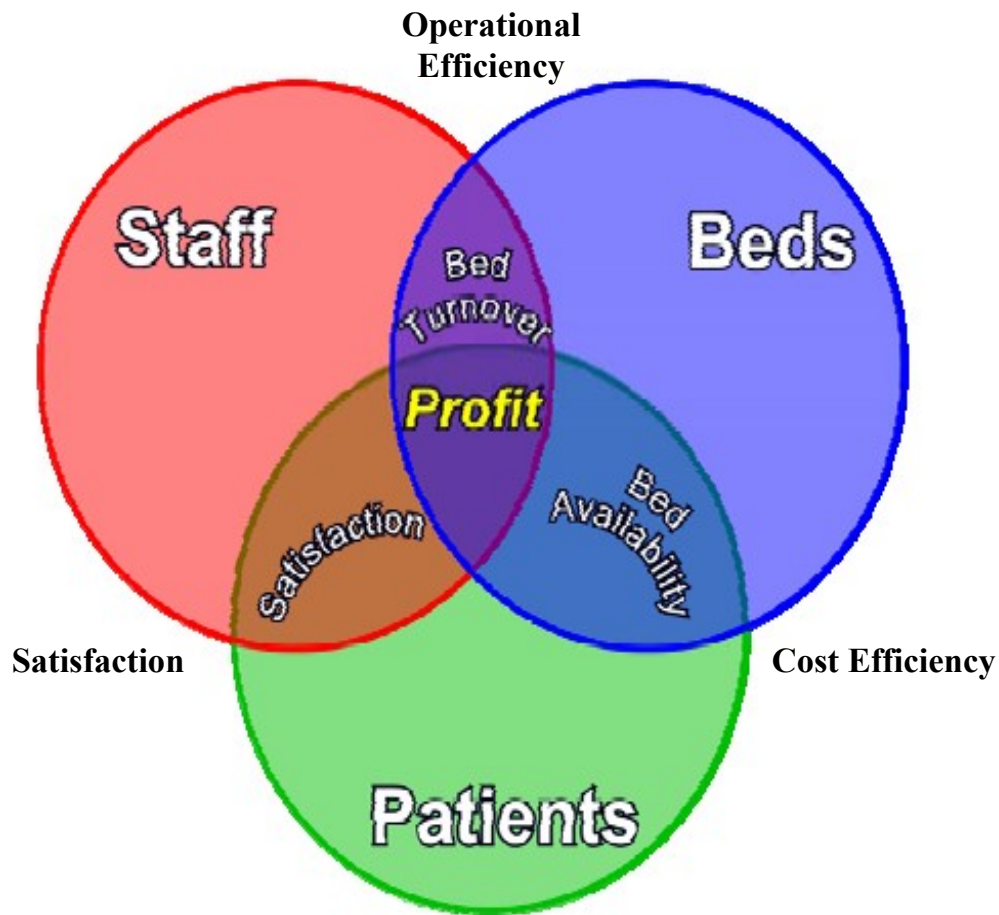 Operational
Efficiency
Staff
Beds
Bed
Turnover
Profit
Satisfaction
Bed
Availability
Satisfaction
Cost Efficiency
Patients